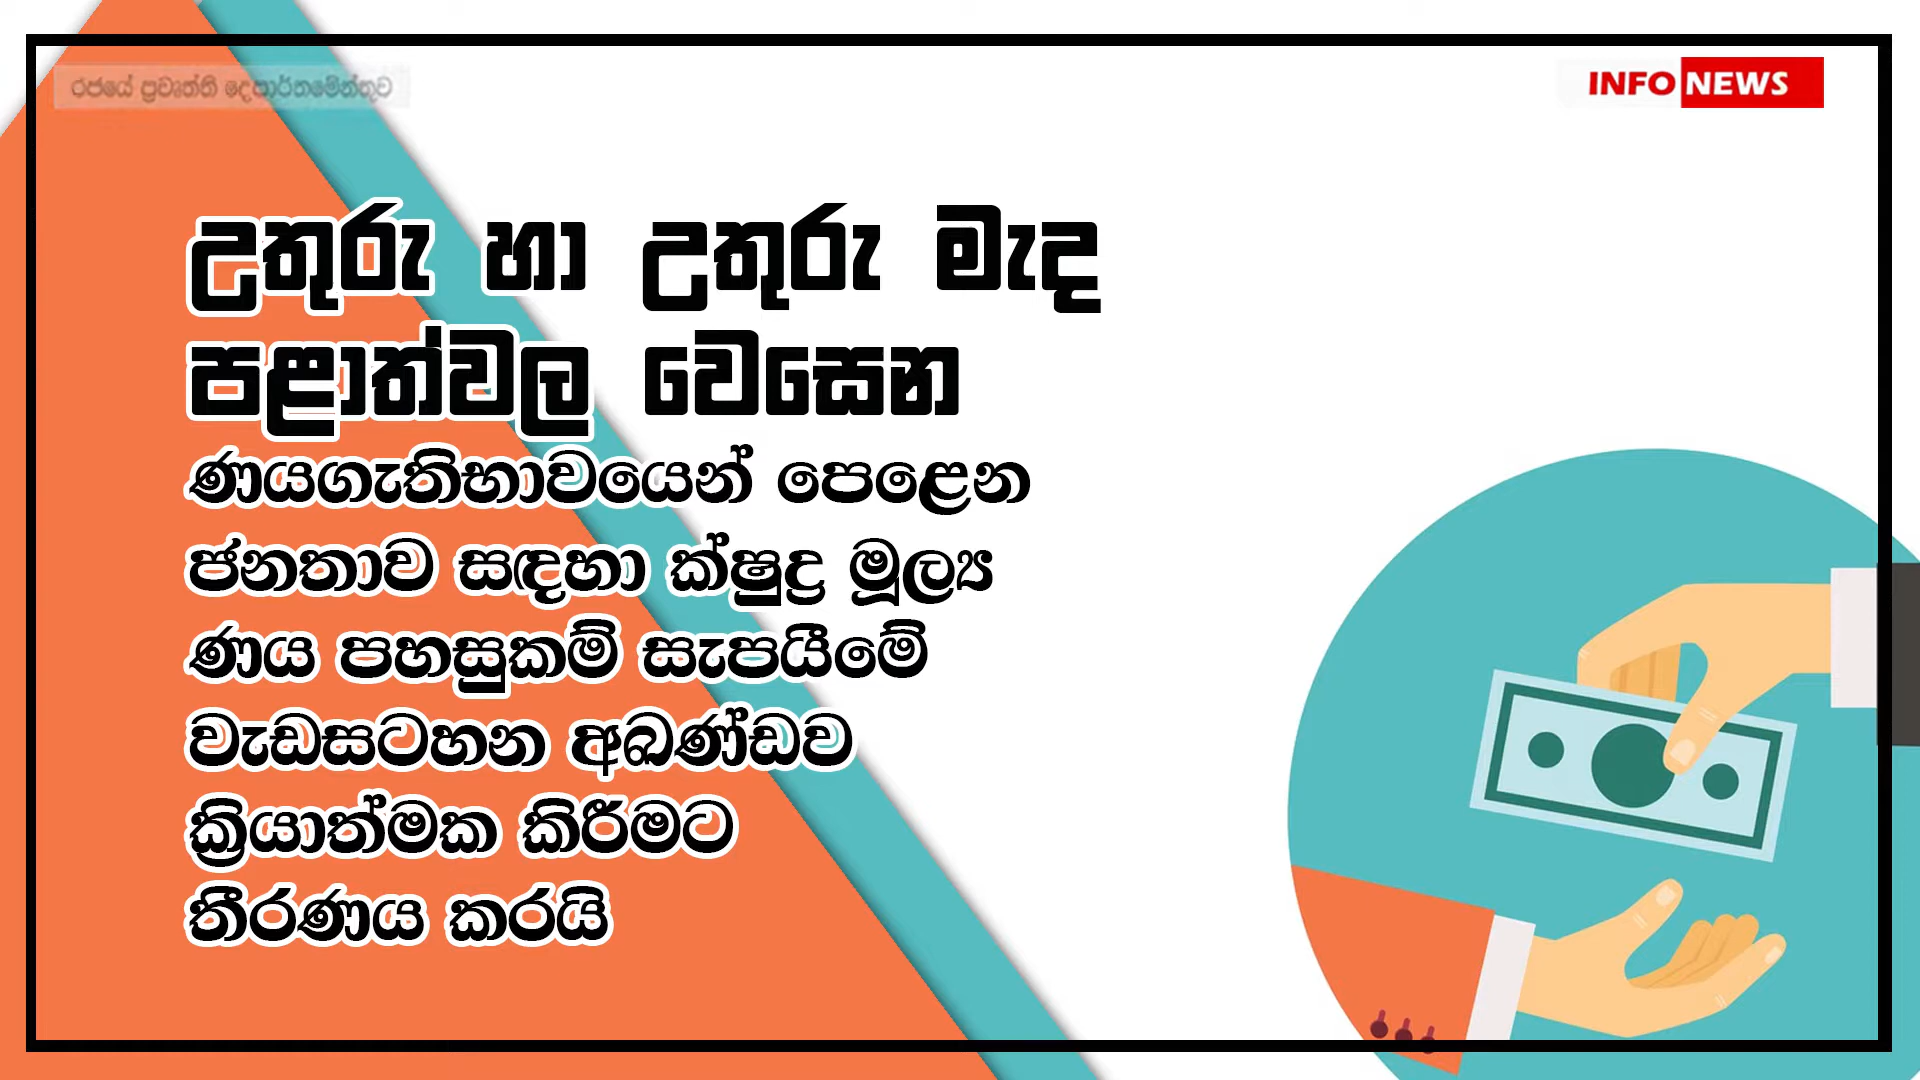 රජයේ ප්‍රවෘත්ති දෙපාර්තමේන්තුව
INFO NEWS
උතුරු හා උතුරු මැද
පළාත්වල වෙසෙන
ණයගැතිභාවයෙන් පෙළෙන
ජනතාව සඳහා ක්ෂුද්‍ර මූල්‍ය
ණය පහසුකම් සැපයීමේ
වැඩසටහන අඛණ්ඩව
ක්‍රියාත්මක කිරීමට
තීරණය කරයි